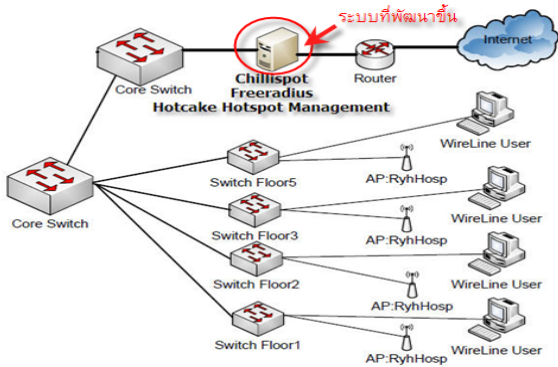 ระบบที่พัฒนาขึ้น
Internet
Core Switch
Chillispot
Freeradius
Hotcake Hotspot Management
Router
WireLine User
Switch Floor5
AP:RyhHosp
Core Switch
WireLine User
Switch Floor3
AP:RyhHosp
WireLine User
Switch Floor2
AP:RyhHosp
WireLine User
Switch Floor1
AP:RyhHosp